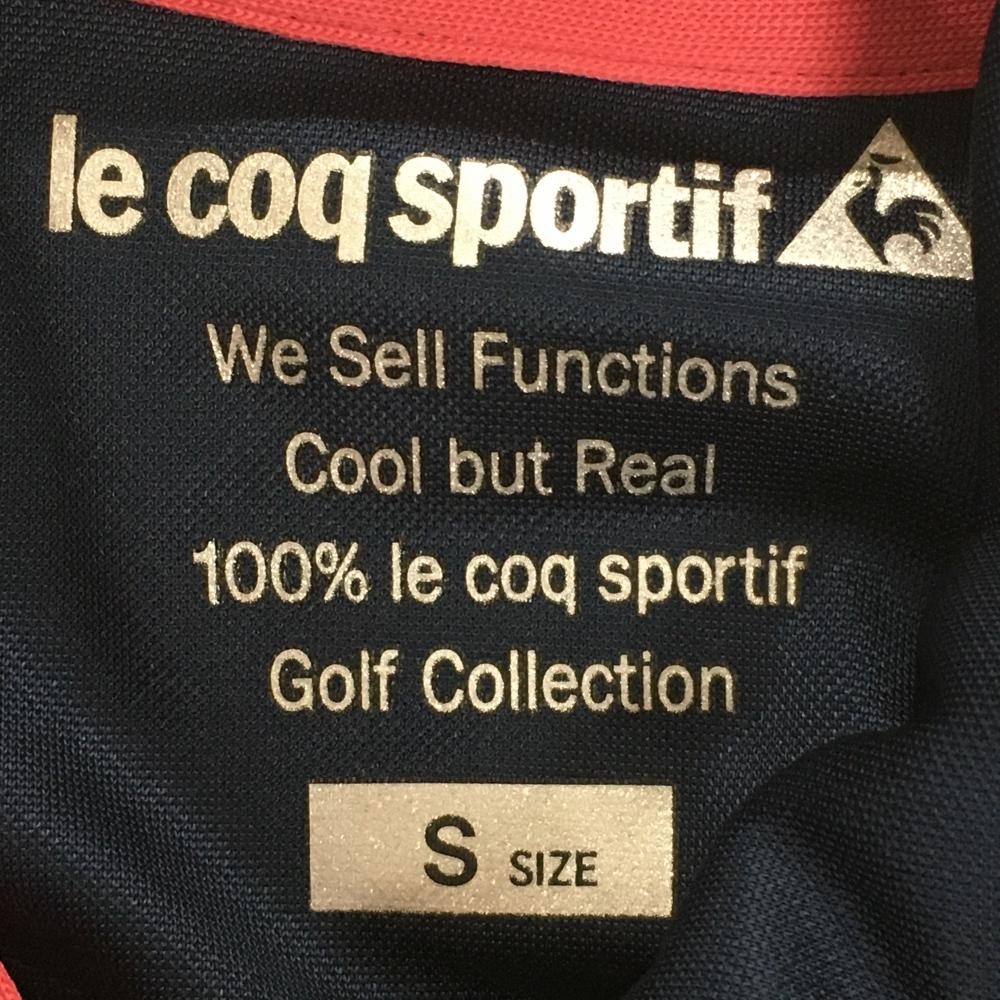 le coq sportif
We Sell Functions
Cool but Real
100% le coq sportif
Golf Collection
S SIZE